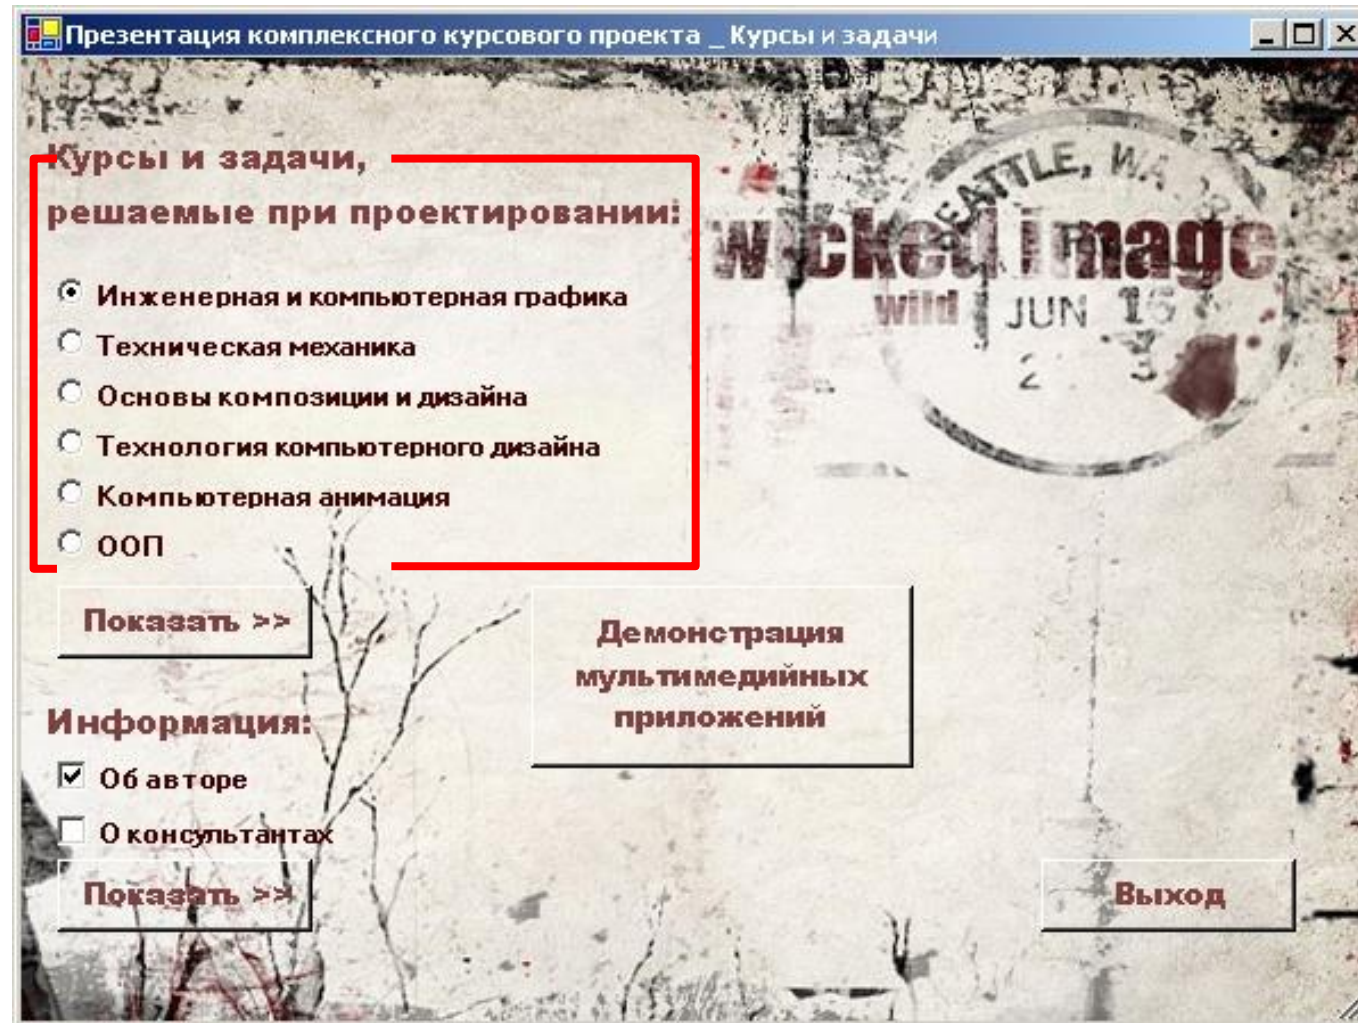 Презентация комплексного курсового проекта _ Курсы и задачи
Курсы и задачи,
решаемые при проектировании:
Инженерная и компьютерная графика
Техническая механика
Основы композиции и дизайна
Технология компьютерного дизайна
Компьютерная анимация
ООП
Показать >>
Демонстрация
мультимедийных
приложений
Информация:
Об авторе
О консультантах
Показать >>
Выход
SEATTLE, WA
wicked image
wild
JUN 16